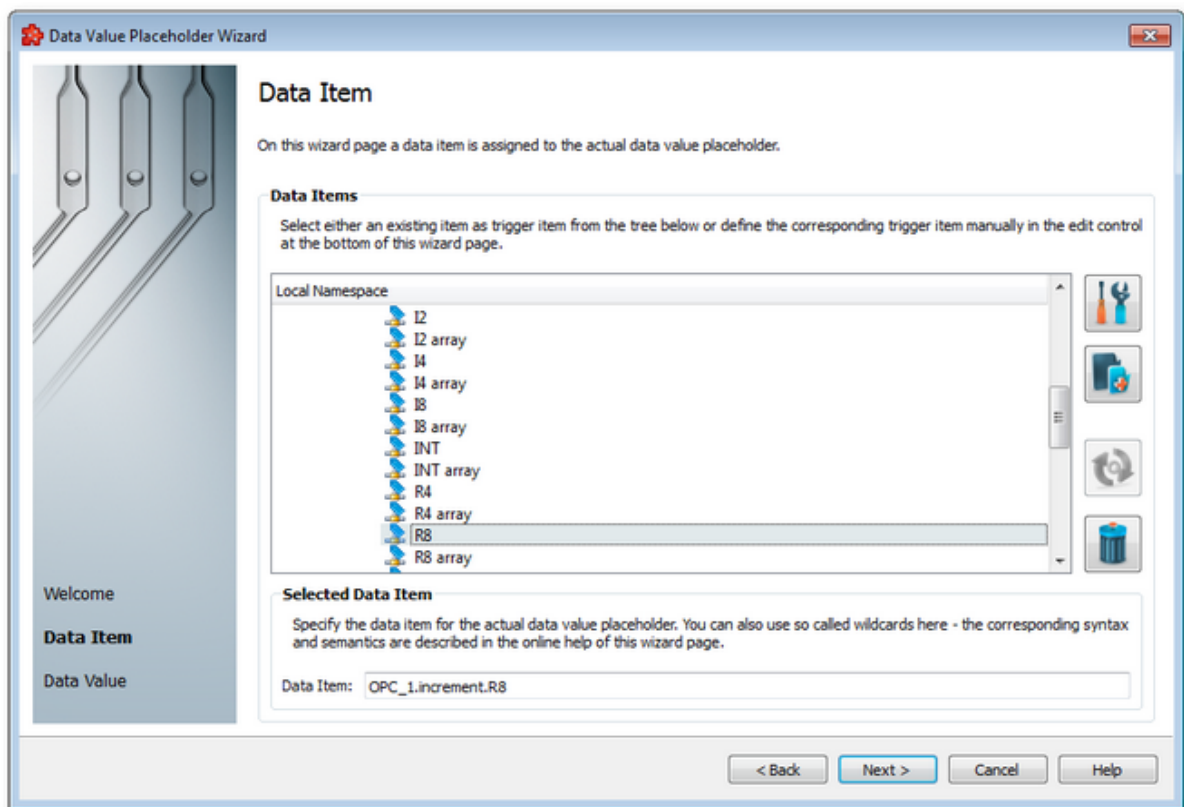 Data Value Placeholder Wizard
Data Item
On this wizard page a data item is assigned to the actual data value placeholder.
Data Items
Select either an existing item as trigger item from the tree below or define the corresponding trigger item manually in the edit control
at the bottom of this wizard page.
Local Namespace
I2
I2 array
I4
I4 array
I8
I8 array
INT
INT array
R4
R4 array
R8
R8 array
Welcome
Data Item
Data Value
Selected Data Item
Specify the data item for the actual data value placeholder. You can also use so called wildcards here - the corresponding syntax
and semantics are described in the online help of this wizard page.
Data Item: OPC_1.increment.R8
< Back Next > Cancel Help